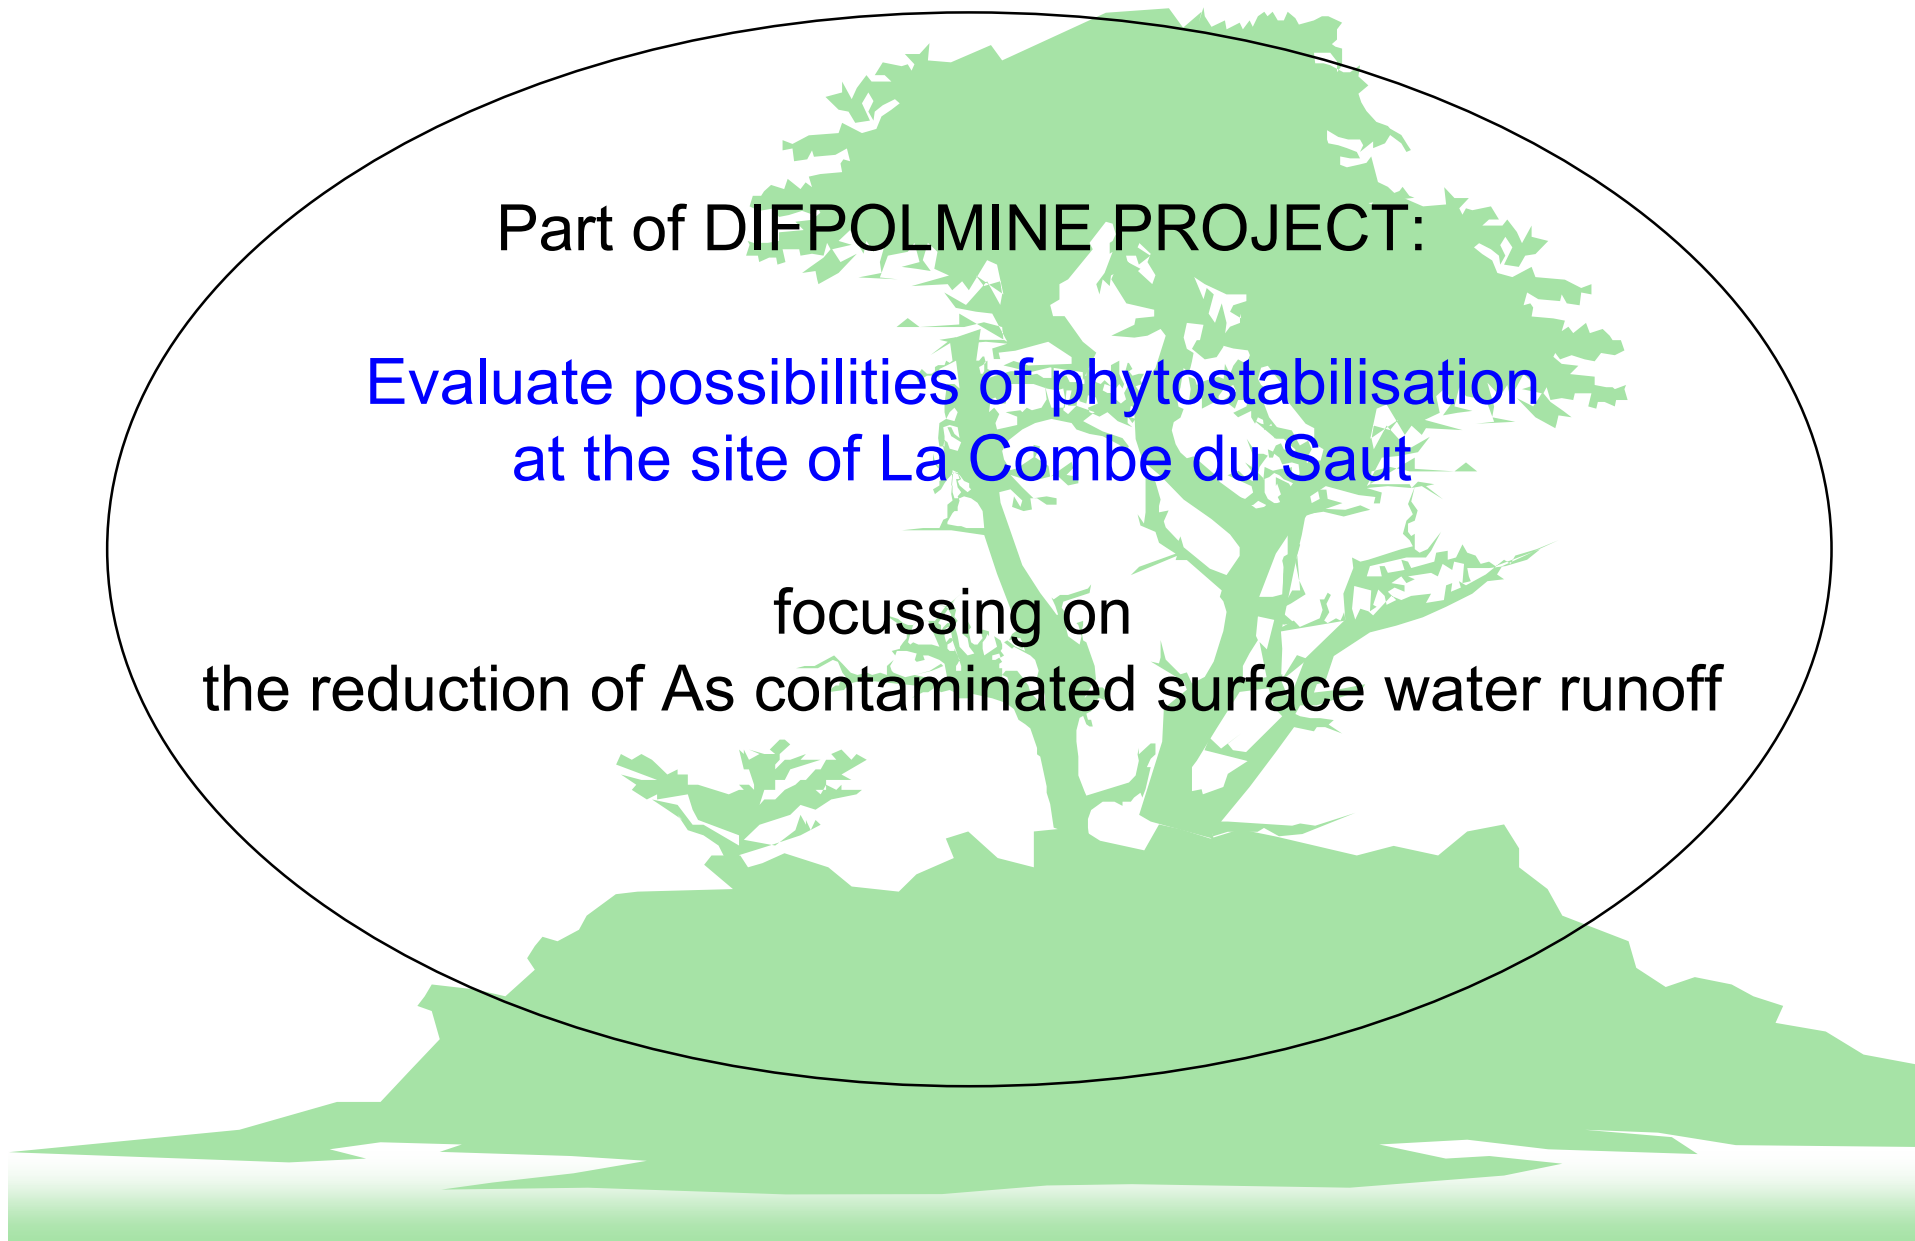 Part of DIFPOLMINE PROJECT:
Evaluate possibilities of phytostabilisation
at the site of La Combe du Saut
focussing on
the reduction of As contaminated surface water runoff